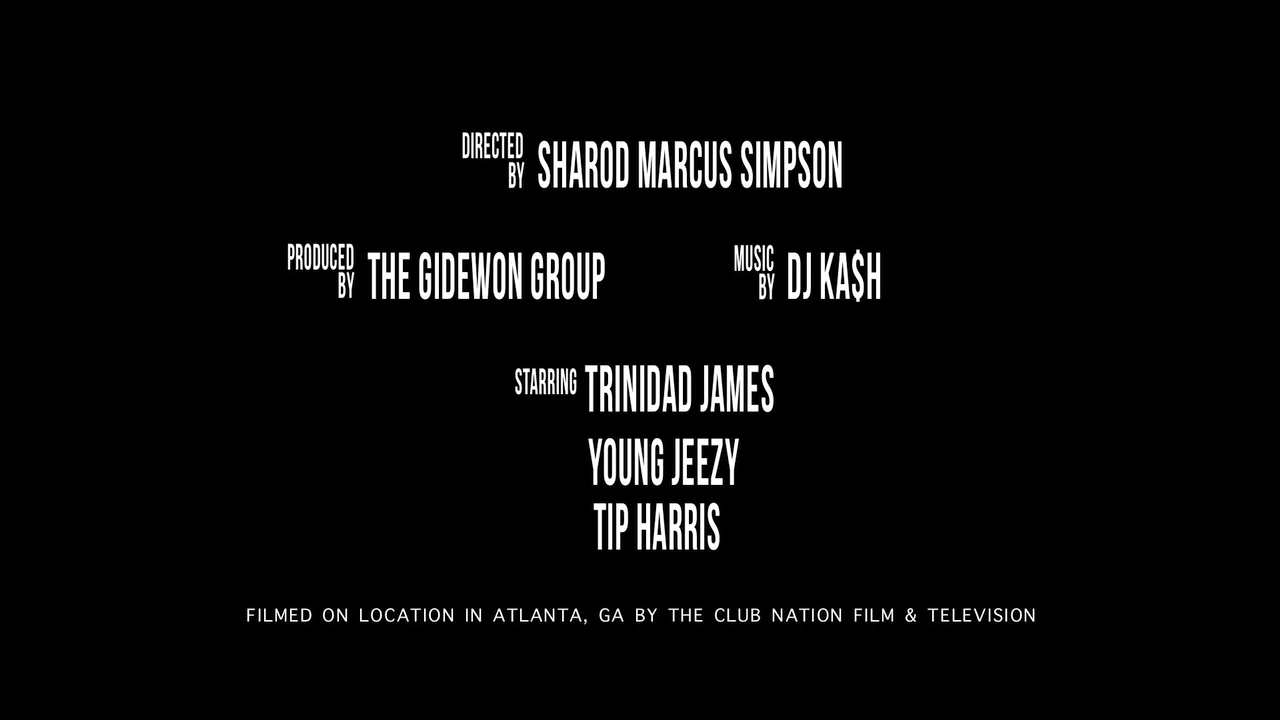 DIRECTED BY SHAROD MARCUS SIMPSON
PRODUCED BY THE GIDEWON GROUP
MUSIC BY DJ KA$H
STARRING TRINIDAD JAMES
YOUNG JEEZY
TIP HARRIS
FILMED ON LOCATION IN ATLANTA, GA BY THE CLUB NATION FILM & TELEVISION